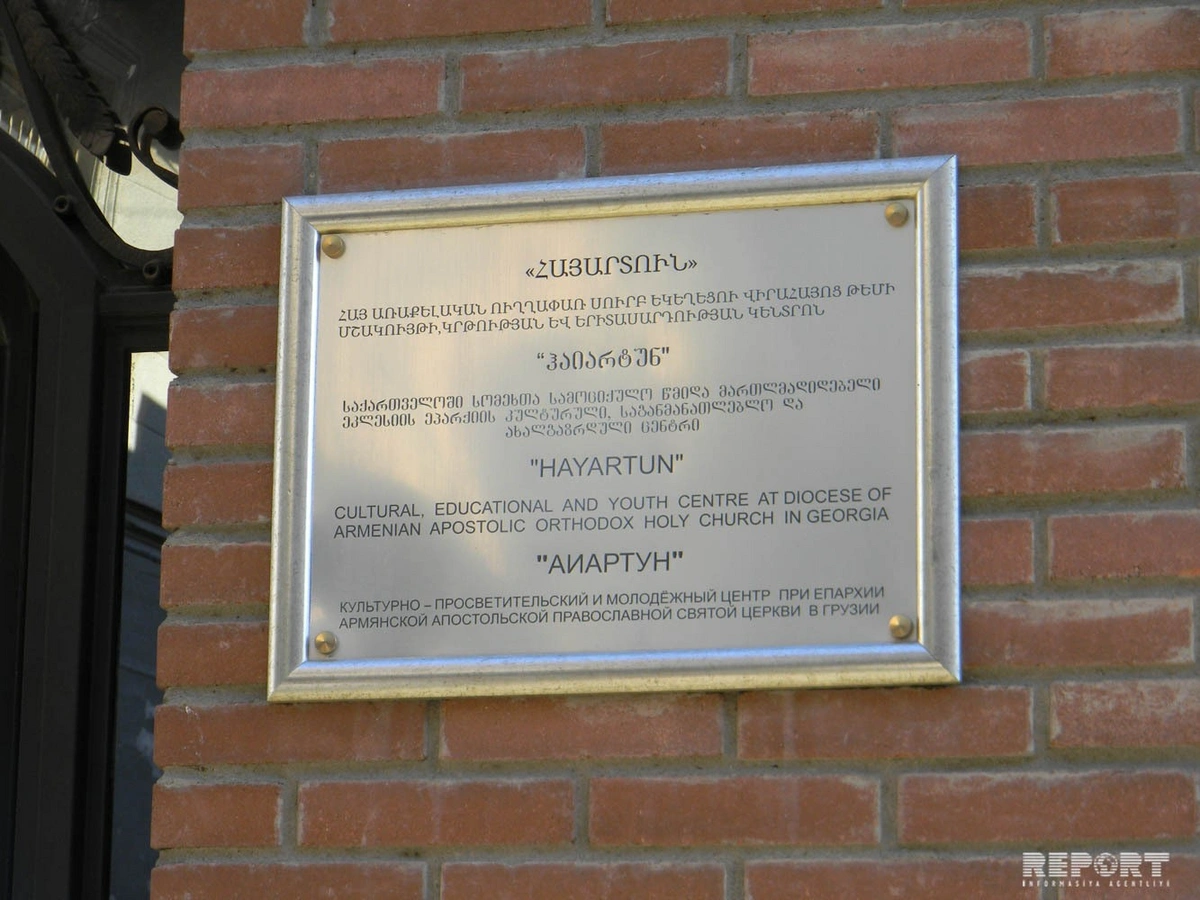 «ՀԱՅԱՐՏՈՒՆ»
ՀԱՅ ԱՌԱՔԵԼԱԿԱՆ ՈՒՂՂԱՓԱՌ ՍՈՒՐԲ ԵԿԵՂԵՑՈՒ ՎԻՐԱՀԱՅՈՑ ԹԵՄԻ
ՄՇԱԿՈՒՅԹԻ,ԿՐԹՈՒԹՅԱՆ ԵՎ ԵՐԻՏԱՍԱՐԴՈՒԹՅԱՆ ԿԵՆՏՐՈՆ
“ჰაიარტუნ"
საქართველოში სომეხთა სამოციქულო წმიდა მართლმადიდებელი
ეკლესიის ეპარქიის კულტურული, საგანმანათლებლო და
ახალგაზრდული ცენტრი
"HAYARTUN"
CULTURAL, EDUCATIONAL AND YOUTH CENTRE AT DIOCESE OF
ARMENIAN APOSTOLIC ORTHODOX HOLY CHURCH IN GEORGIA
"АИАРТУН"
КУЛЬТУРНО – ПРОСВЕТИТЕЛЬСКИЙ И МОЛОДЁЖНЫЙ ЦЕНТР ПРИ ЕПАРХИИ
АРМЯНСКОЙ АПОСТОЛЬСКОЙ ПРАВОСЛАВНОЙ СВЯТОЙ ЦЕРКВИ В ГРУЗИИ
REPORT
INFORMASIYA AGENTLIYI